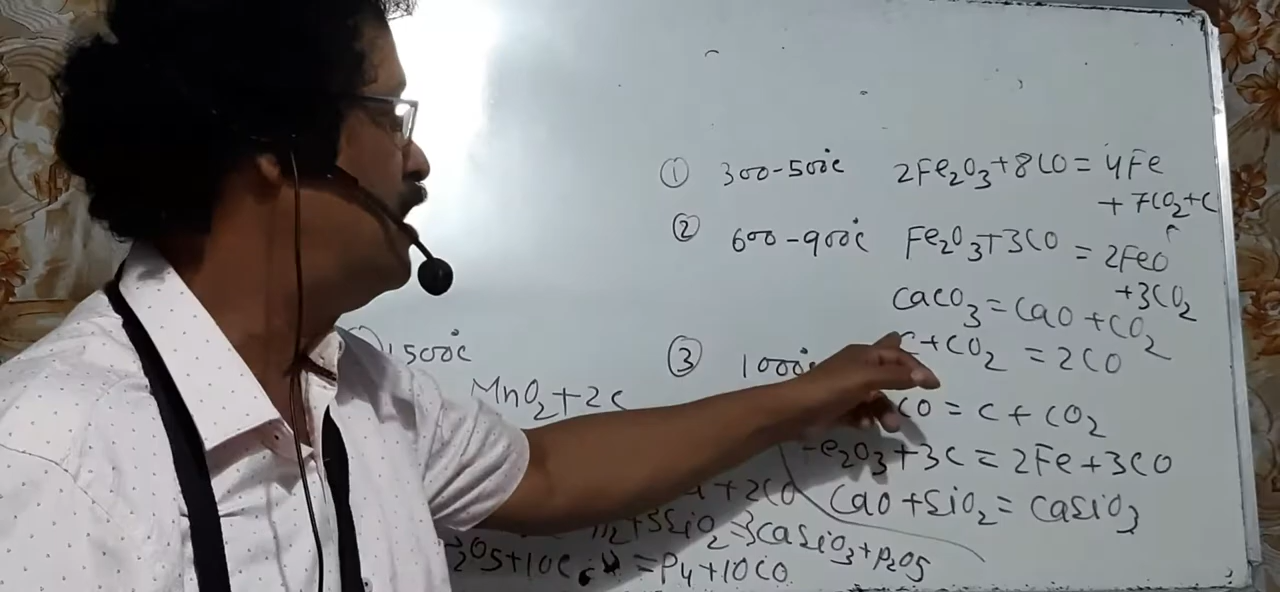 ① 300-500°C 2Fe2O3+8CO = 4Fe
+ 7CO2+C
② 600-900°C Fe2O3+3CO = 2FeO
+3CO2
CaCO3 = CaO + CO2
③ 1000°C C+CO2 = 2CO
CO = C + CO2
e2O3 + 3C = 2Fe + 3CO
CaO + SiO2 = CaSiO3
1500°C
MnO2+2C
+ 2CO
+3SiO2 = 3CaSiO3 + P2O5
2O5+10C = P4+10CO